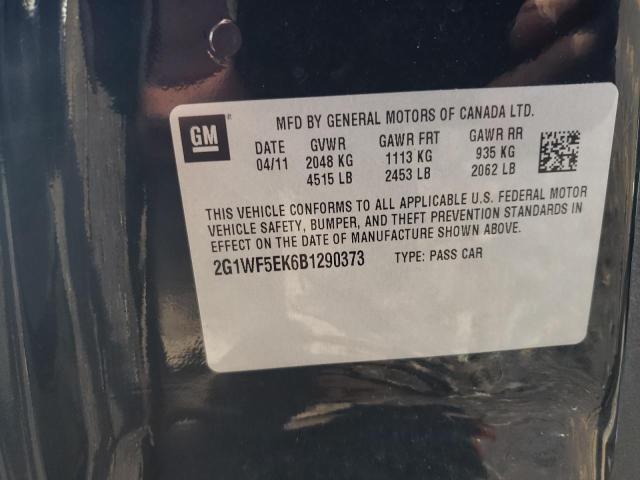 GM®
MFD BY GENERAL MOTORS OF CANADA LTD.
DATE GVWR GAWR FRT GAWR RR
04/11 2048 KG 1113 KG 935 KG
4515 LB 2453 LB 2062 LB
THIS VEHICLE CONFORMS TO ALL APPLICABLE U.S. FEDERAL MOTOR
VEHICLE SAFETY, BUMPER, AND THEFT PREVENTION STANDARDS IN
EFFECT ON THE DATE OF MANUFACTURE SHOWN ABOVE.
2G1WF5EK6B1290373 TYPE: PASS CAR